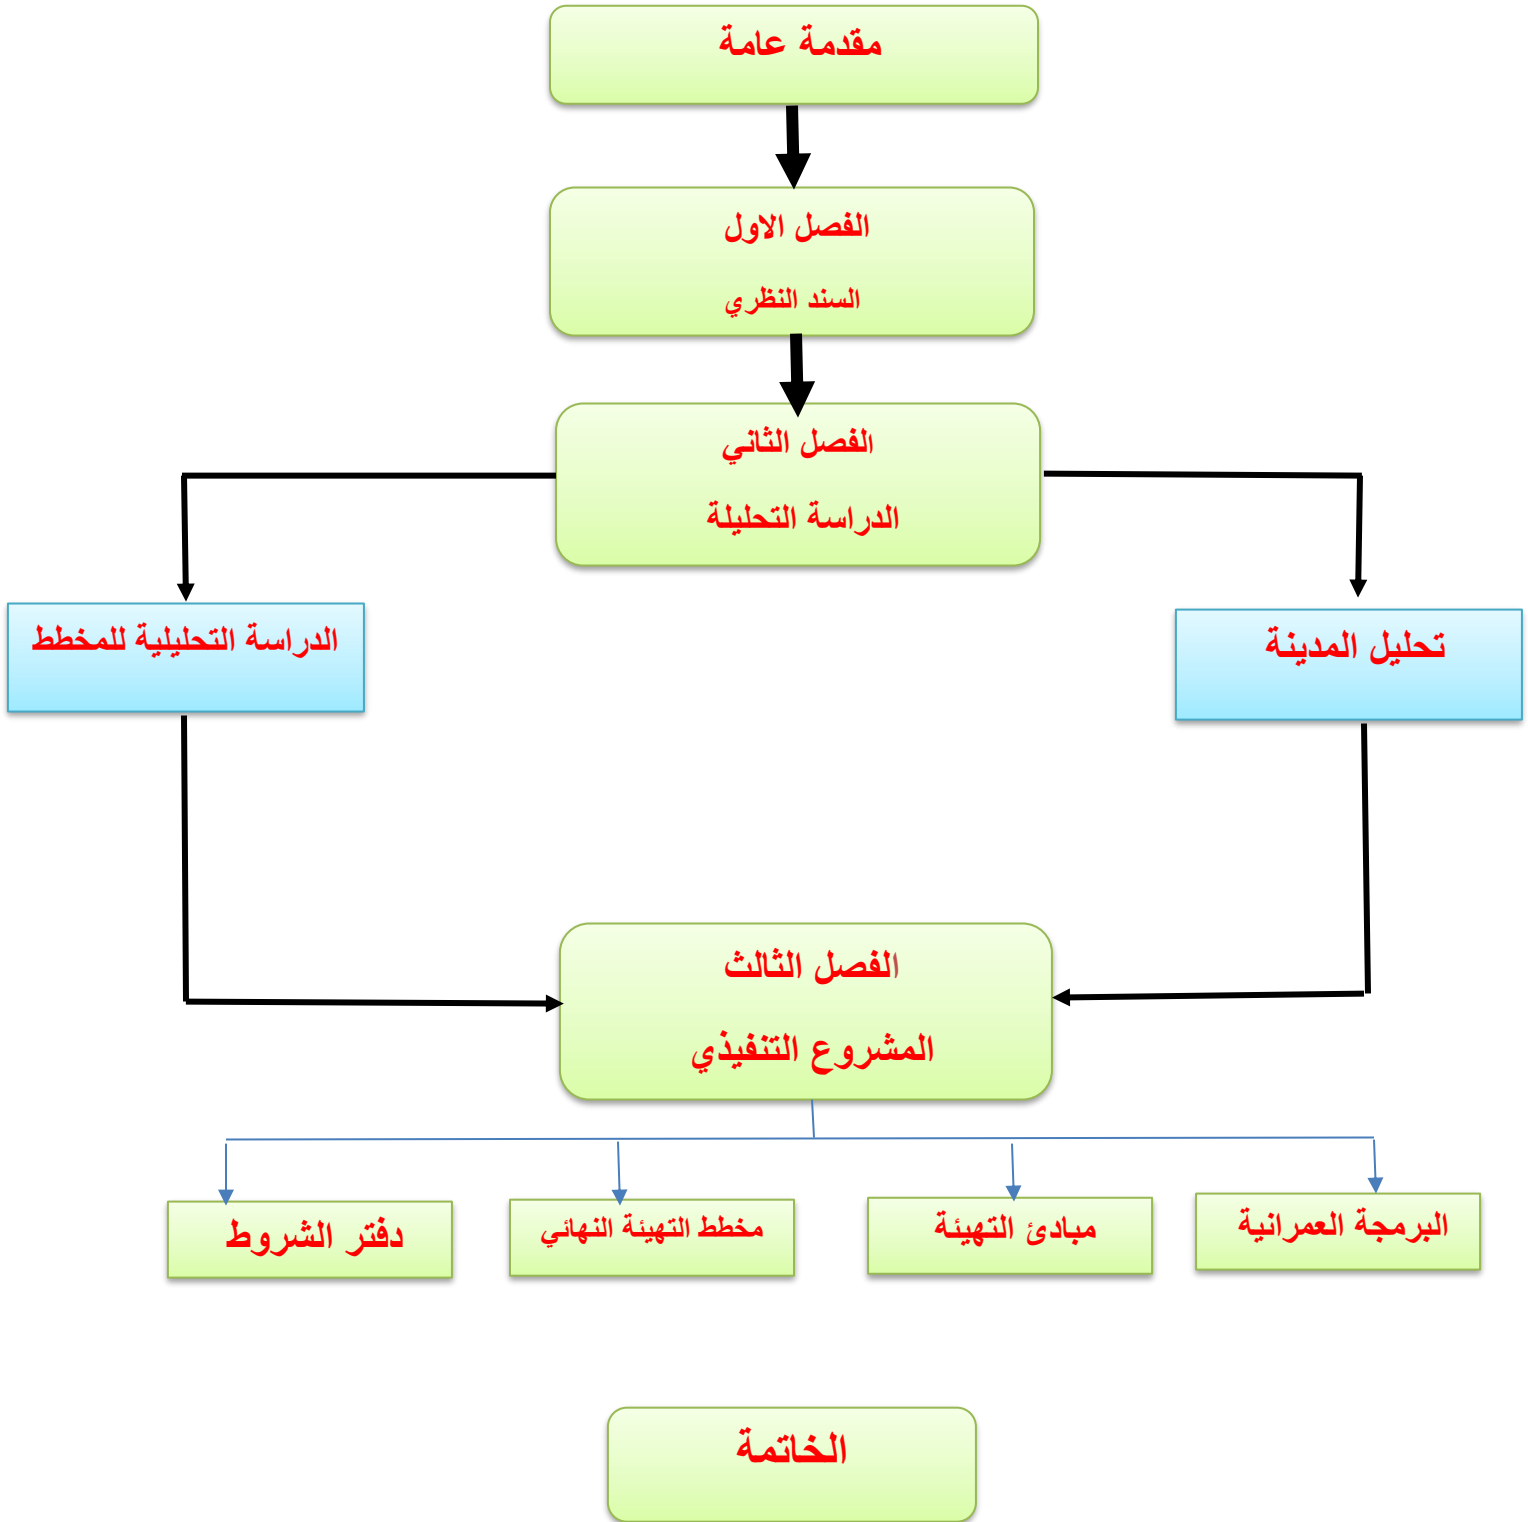 مقدمة عامة
الفصل الاول
السند النظري
الفصل الثاني
الدراسة التحليلة
تحليل المدينة
الدراسة التحليلية للمخطط
الفصل الثالث
المشروع التنفيذي
البرمجة العمرانية
مبادئ التهيئة
مخطط التهيئة النهائي
دفتر الشروط
الخاتمة